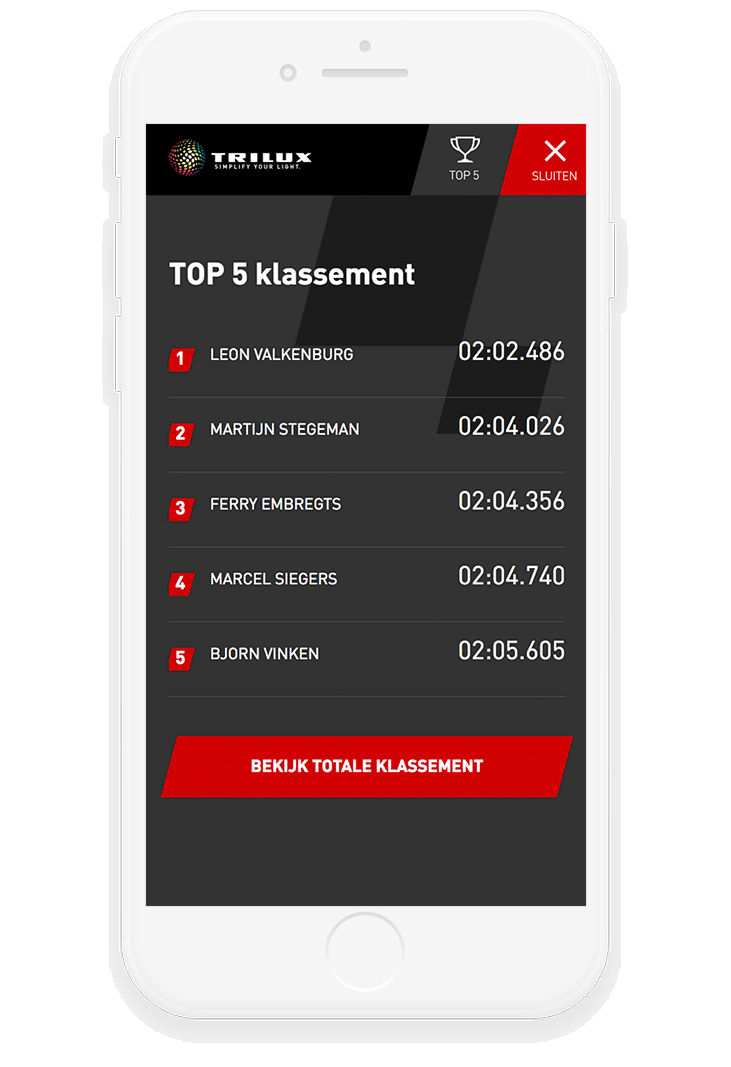 TRILUX
SIMPLIFY YOUR LIGHT.
TOP 5
SLUITEN
TOP 5 klassement
1 LEON VALKENBURG 02:02.486
2 MARTIJN STEGEMAN 02:04.026
3 FERRY EMBREGTS 02:04.356
4 MARCEL SIEGERS 02:04.740
5 BJORN VINKEN 02:05.605
BEKIJK TOTALE KLASSEMENT